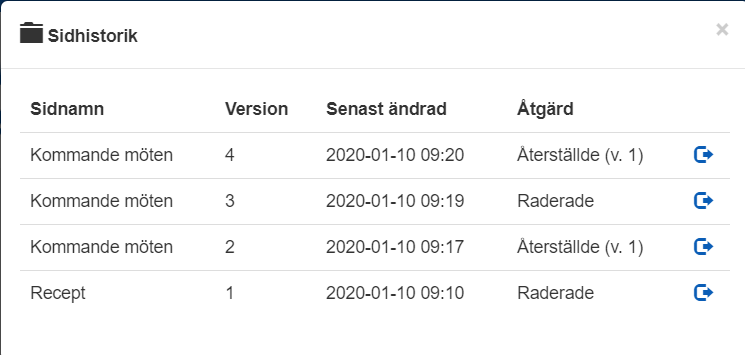 Sidhistorik
×
Sidnamn Version Senast ändrad Åtgärd
Kommande möten 4 2020-01-10 09:20 Återställde (v. 1)
Kommande möten 3 2020-01-10 09:19 Raderade
Kommande möten 2 2020-01-10 09:17 Återställde (v. 1)
Recept 1 2020-01-10 09:10 Raderade